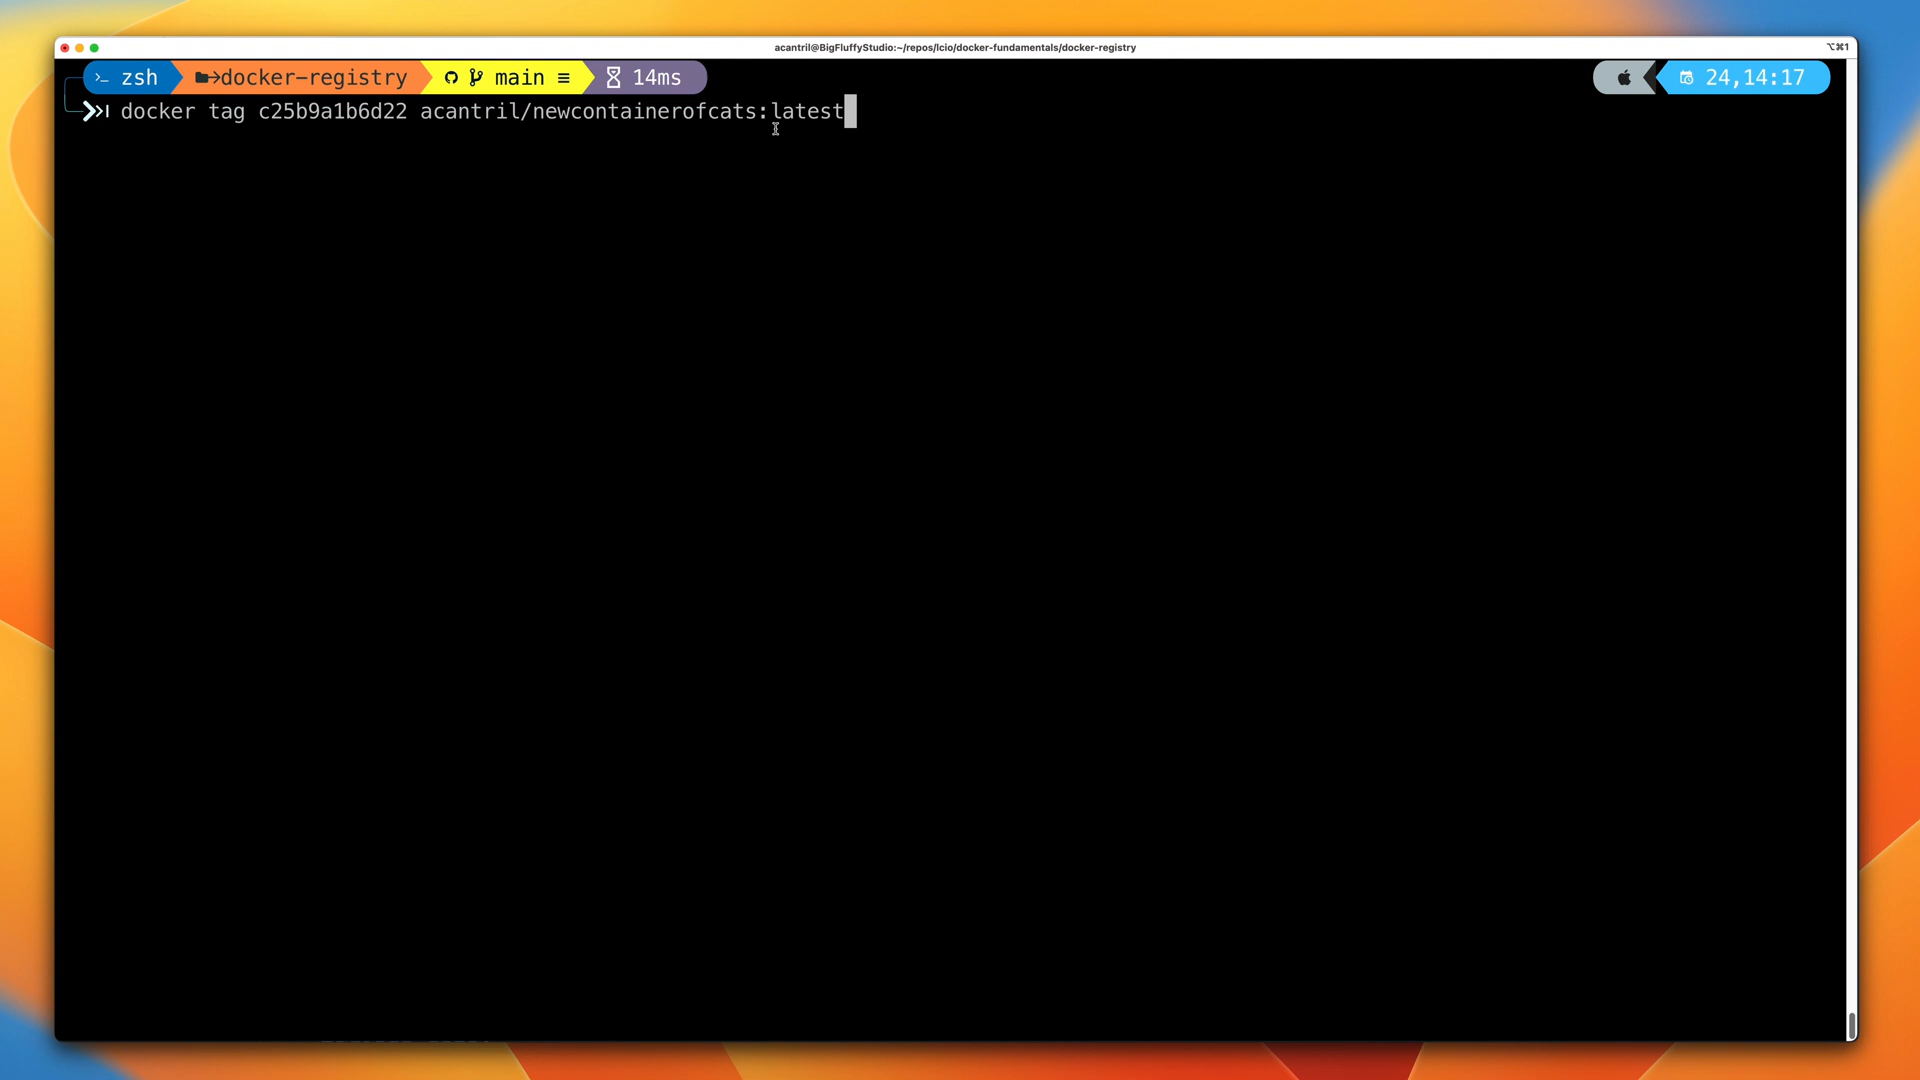 acantril@BigFluffyStudio:~/repos/lcio/docker-fundamentals/docker-registry
⌥⌘1
zsh docker-registry main ≡ 14ms 24,14:17
docker tag c25b9a1b6d22 acantril/newcontainerofcats:latest